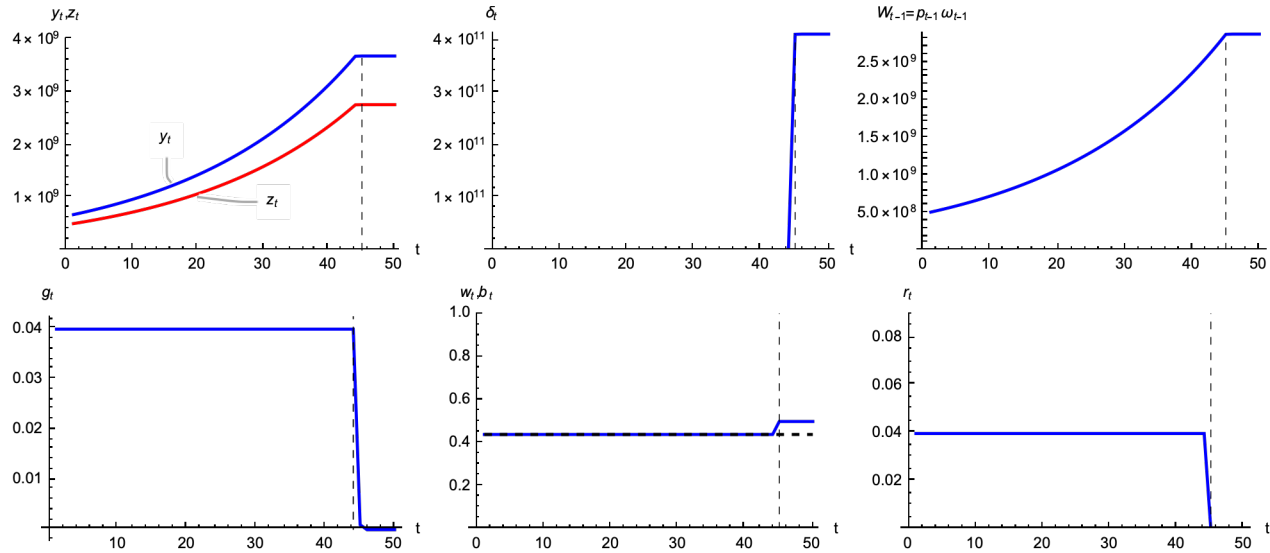 y_t,z_t
4 × 10^9
3 × 10^9
2 × 10^9
1 × 10^9
y_t
z_t
0 10 20 30 40 50 t
δ_t
4 × 10^11
3 × 10^11
2 × 10^11
1 × 10^11
0 10 20 30 40 50 t
W_{t-1}=p_{t-1} ω_{t-1}
2.5 × 10^9
2.0 × 10^9
1.5 × 10^9
1.0 × 10^9
5.0 × 10^8
0 10 20 30 40 50 t
g_t
0.04
0.03
0.02
0.01
0 10 20 30 40 50 t
w_t,b_t
1.0
0.8
0.6
0.4
0.2
0 10 20 30 40 50 t
r_t
0.08
0.06
0.04
0.02
0 10 20 30 40 50 t